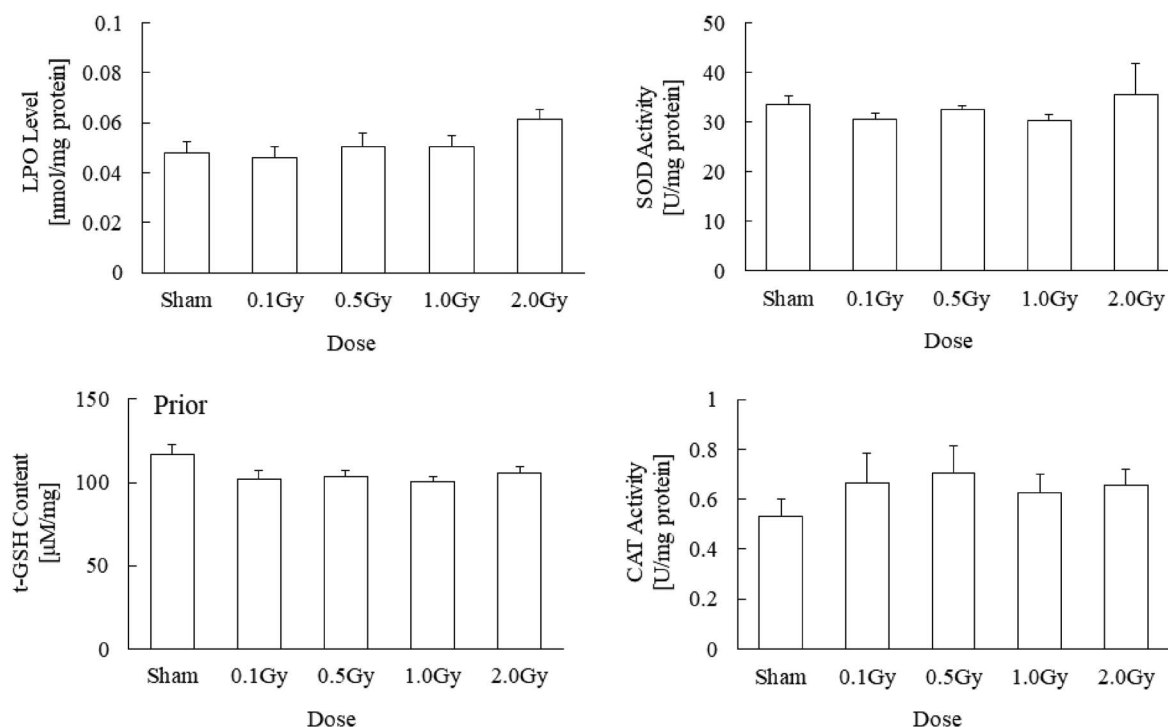 LPO Level
[nmol/mg protein]
0.1
0.08
0.06
0.04
0.02
0
Sham 0.1Gy 0.5Gy 1.0Gy 2.0Gy
Dose
SOD Activity
[U/mg protein]
50
40
30
20
10
0
Sham 0.1Gy 0.5Gy 1.0Gy 2.0Gy
Dose
t-GSH Content
[μM/mg]
150
100
50
0
Prior
Sham 0.1Gy 0.5Gy 1.0Gy 2.0Gy
Dose
CAT Activity
[U/mg protein]
1
0.8
0.6
0.4
0.2
0
Sham 0.1Gy 0.5Gy 1.0Gy 2.0Gy
Dose